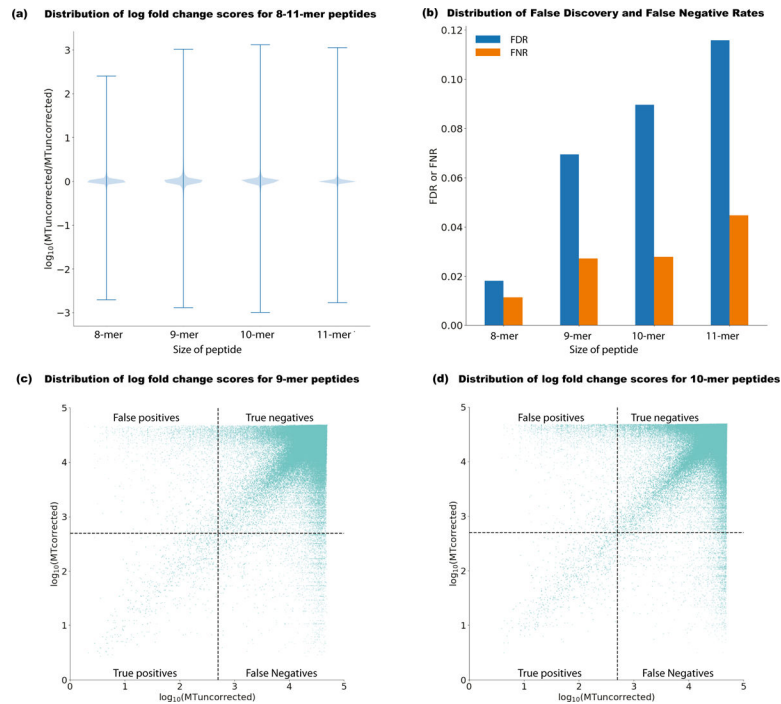 (a) Distribution of log fold change scores for 8-11-mer peptides
log10(MTuncorrected/MTuncorrected)
3
2
1
0
−1
−2
−3
8-mer 9-mer 10-mer 11-mer
Size of peptide
(b) Distribution of False Discovery and False Negative Rates
FDR or FNR
0.12
0.10
0.08
0.06
0.04
0.02
0.00
FDR
FNR
8-mer 9-mer 10-mer 11-mer
Size of peptide
(c) Distribution of log fold change scores for 9-mer peptides
log10(MTcorrected)
5
4
3
2
1
0
False positives True negatives
True positives False Negatives
0 1 2 3 4 5
log10(MTuncorrected)
(d) Distribution of log fold change scores for 10-mer peptides
log10(MTcorrected)
5
4
3
2
1
0
False positives True negatives
True positives False Negatives
0 1 2 3 4 5
log10(MTuncorrected)